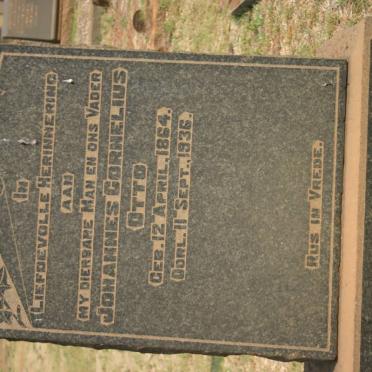 IN
LIEFDEVOLLE HERINNERING
AAN
MY DIERBARE MAN EN ONS VADER
JOHANNES CORNELIUS
OTTO
GEB. 12 APRIL, 1864.
OORL. 11 SEPT., 1936.
RUS IN VREDE.